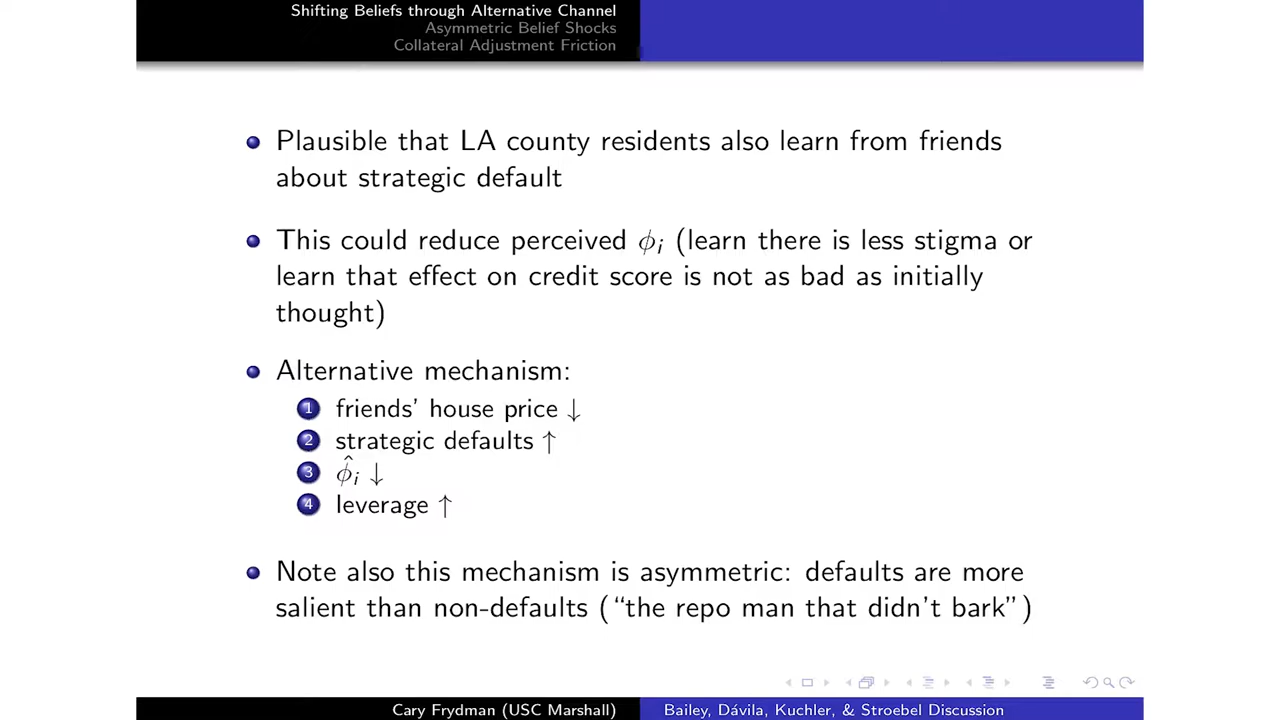 Shifting Beliefs through Alternative Channel
Asymmetric Belief Shocks
Collateral Adjustment Friction
Plausible that LA county residents also learn from friends
about strategic default
This could reduce perceived ϕᵢ (learn there is less stigma or
learn that effect on credit score is not as bad as initially
thought)
Alternative mechanism:
1 friends' house price ↓
2 strategic defaults ↑
3 ϕ̂ᵢ ↓
4 leverage ↑
Note also this mechanism is asymmetric: defaults are more
salient than non-defaults (“the repo man that didn't bark”)
Cary Frydman (USC Marshall)
Bailey, Dávila, Kuchler, & Stroebel Discussion